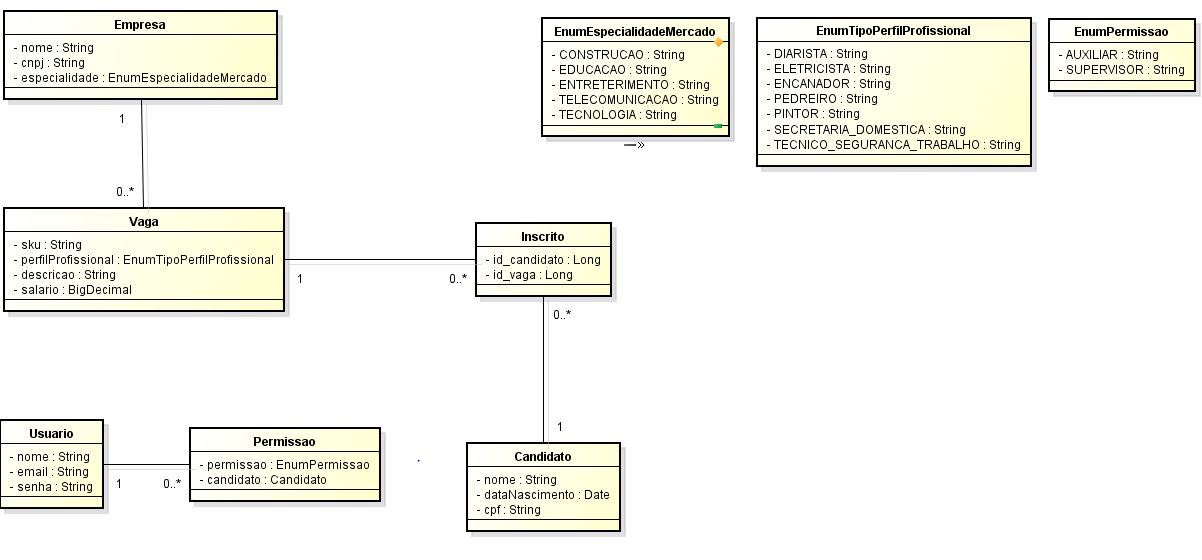 Empresa
- nome : String
- cnpj : String
- especialidade : EnumEspecialidadeMercado
EnumEspecialidadeMercado
- CONSTRUCAO : String
- EDUCACAO : String
- ENTRETERIMENTO : String
- TELECOMUNICACAO : String
- TECNOLOGIA : String
EnumTipoPerfilProfissional
- DIARISTA : String
- ELETRICISTA : String
- ENCANADOR : String
- PEDREIRO : String
- PINTOR : String
- SECRETARIA_DOMESTICA : String
- TECNICO_SEGURANCA_TRABALHO : String
EnumPermissao
- AUXILIAR : String
- SUPERVISOR : String
1
0..*
Vaga
- sku : String
- perfilProfissional : EnumTipoPerfilProfissional
- descricao : String
- salario : BigDecimal
1
0..*
Inscrito
- id_candidato : Long
- id_vaga : Long
0..*
1
Usuario
- nome : String
- email : String
- senha : String
1
0..*
Permissao
- permissao : EnumPermissao
- candidato : Candidato
Candidato
- nome : String
- dataNascimento : Date
- cpf : String